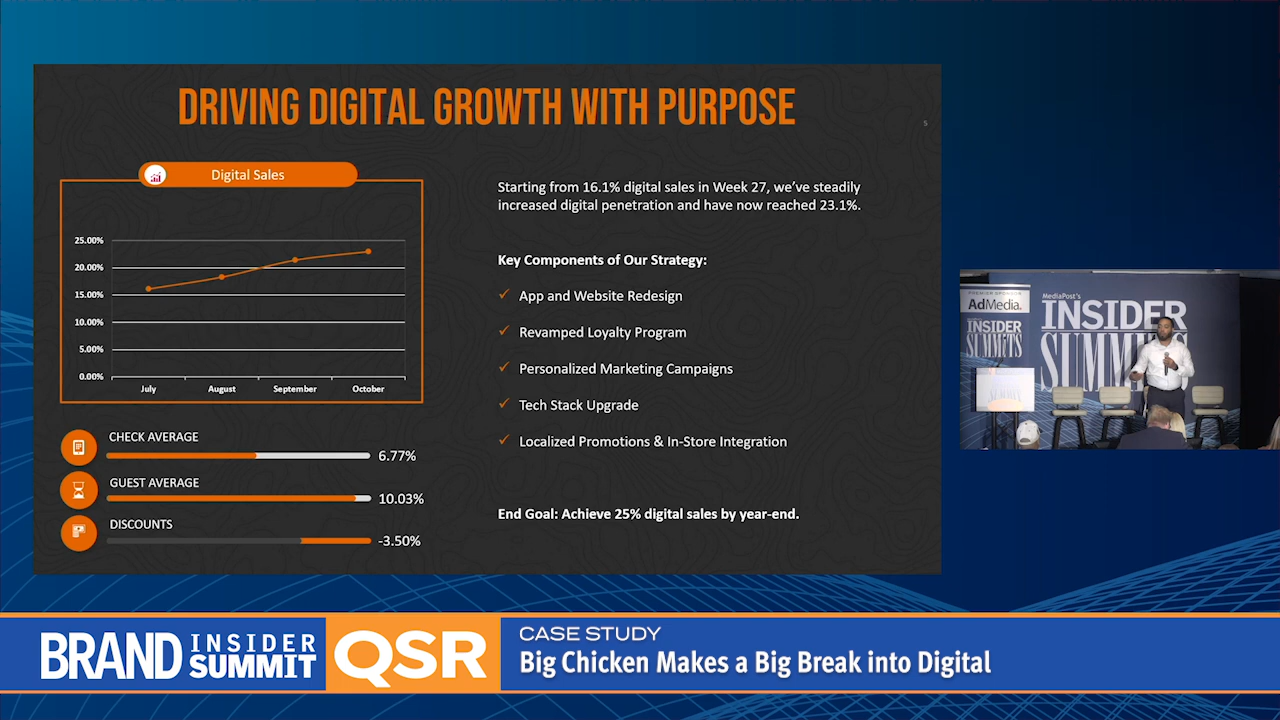 DRIVING DIGITAL GROWTH WITH PURPOSE
5
Digital Sales
25.00%
20.00%
15.00%
10.00%
5.00%
0.00%
July August September October
CHECK AVERAGE
6.77%
GUEST AVERAGE
10.03%
DISCOUNTS
-3.50%
Starting from 16.1% digital sales in Week 27, we've steadily
increased digital penetration and have now reached 23.1%.
Key Components of Our Strategy:
✓ App and Website Redesign
✓ Revamped Loyalty Program
✓ Personalized Marketing Campaigns
✓ Tech Stack Upgrade
✓ Localized Promotions & In-Store Integration
End Goal: Achieve 25% digital sales by year-end.
PREMIER SPONSOR
AdMedia.
INSIDER
SUMMITS
MediaPost's
INSIDER
SUMMITS
BRAND INSIDER
SUMMIT
QSR
CASE STUDY
Big Chicken Makes a Big Break into Digital